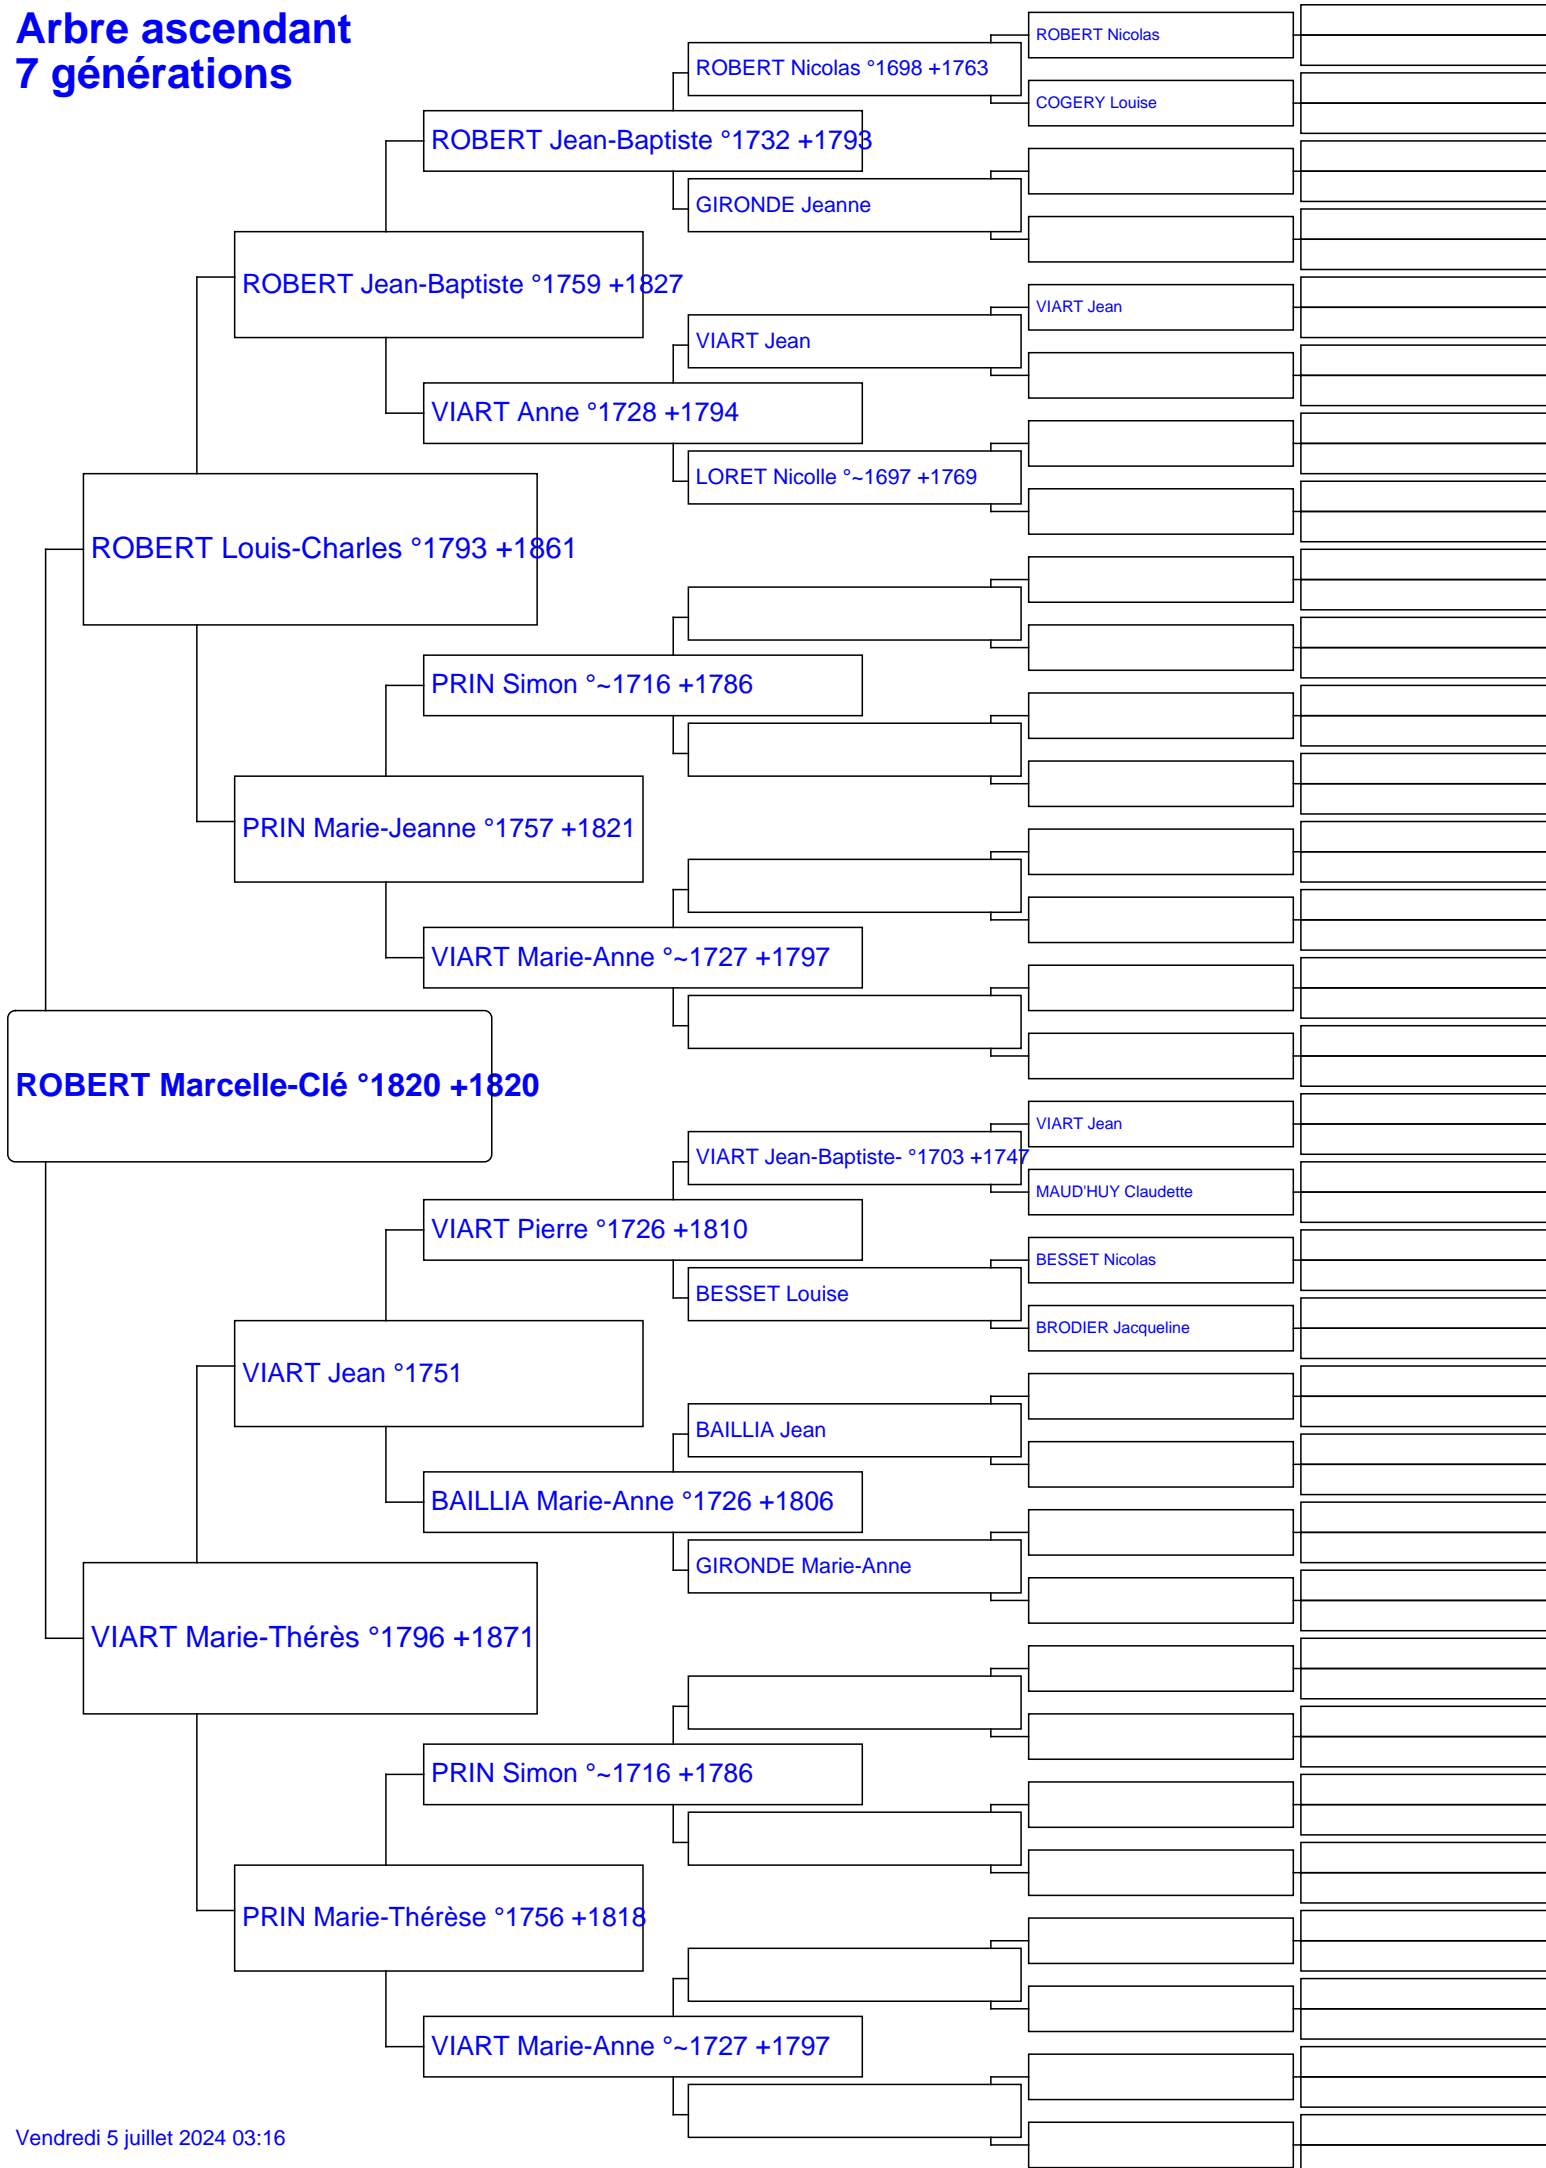 Arbre ascendant
7 générations
ROBERT Nicolas
ROBERT Nicolas °1698 +1763
COGERY Louise
ROBERT Jean-Baptiste °1732 +1793
GIRONDE Jeanne
ROBERT Jean-Baptiste °1759 +1827
VIART Jean
VIART Jean
VIART Anne °1728 +1794
LORET Nicolle °~1697 +1769
ROBERT Louis-Charles °1793 +1861
PRIN Simon °~1716 +1786
PRIN Marie-Jeanne °1757 +1821
VIART Marie-Anne °~1727 +1797
ROBERT Marcelle-Clé °1820 +1820
VIART Jean
VIART Jean-Baptiste- °1703 +1747
MAUD'HUY Claudette
VIART Pierre °1726 +1810
BESSET Nicolas
BESSET Louise
BRODIER Jacqueline
VIART Jean °1751
BAILLIA Jean
BAILLIA Marie-Anne °1726 +1806
GIRONDE Marie-Anne
VIART Marie-Thérès °1796 +1871
PRIN Simon °~1716 +1786
PRIN Marie-Thérèse °1756 +1818
VIART Marie-Anne °~1727 +1797
Vendredi 5 juillet 2024 03:16